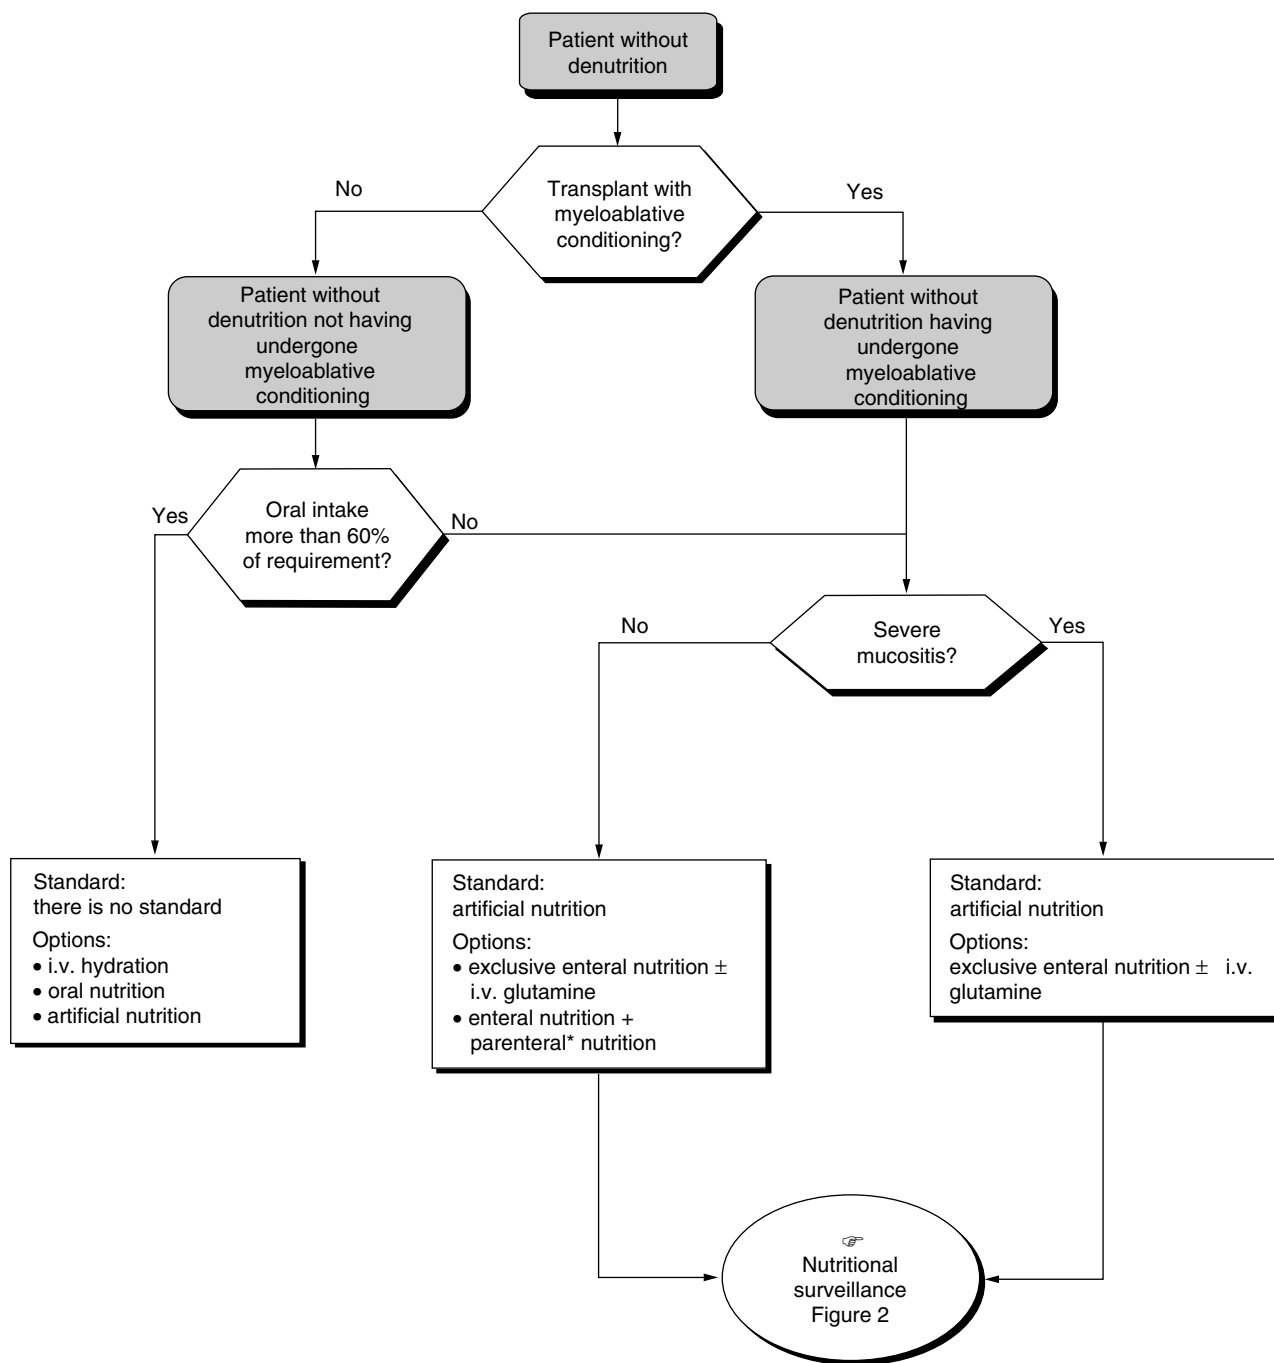 Patient without
denutrition
No
Transplant with
myeloablative
conditioning?
Yes
Patient without
denutrition not having
undergone
myeloablative
conditioning
Patient without
denutrition having
undergone
myeloablative
conditioning
Yes
Oral intake
more than 60%
of requirement?
No
No
Severe
mucositis?
Yes
Standard:
there is no standard
Options:
• i.v. hydration
• oral nutrition
• artificial nutrition
Standard:
artificial nutrition
Options:
• exclusive enteral nutrition ±
i.v. glutamine
• enteral nutrition +
parenteral* nutrition
Standard:
artificial nutrition
Options:
exclusive enteral nutrition ± i.v.
glutamine
☞
Nutritional
surveillance
Figure 2